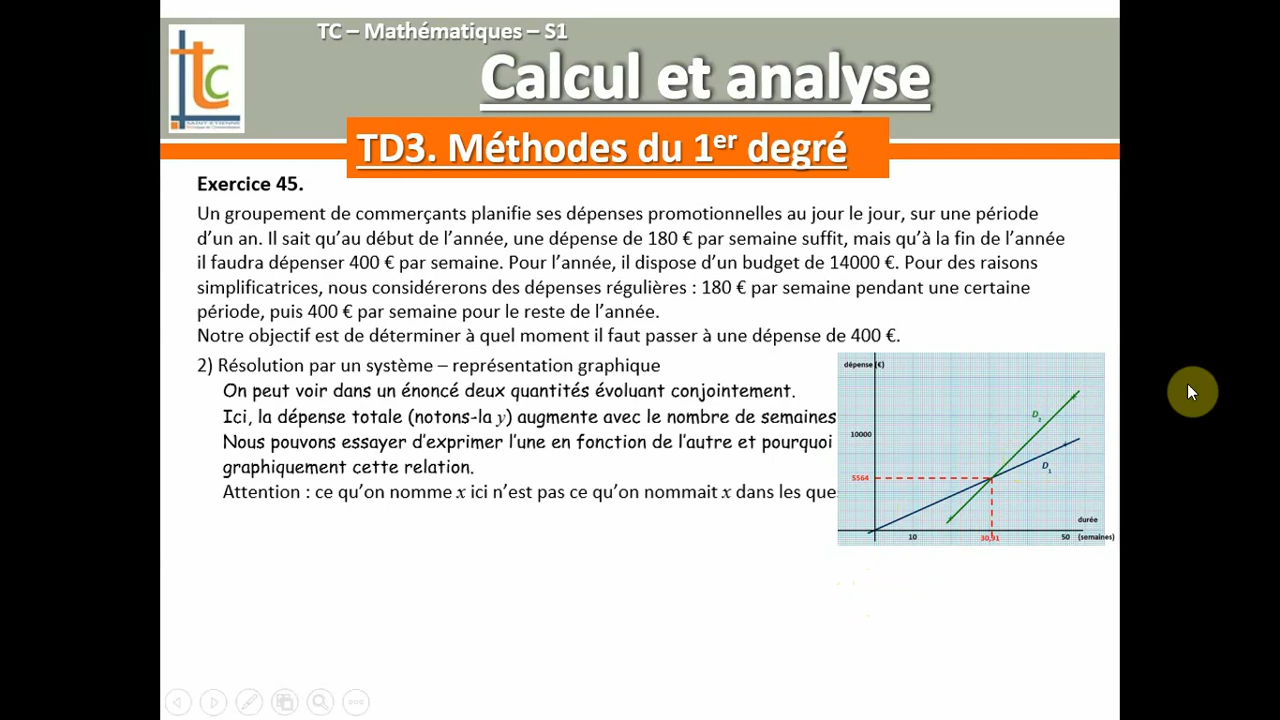 TC – Mathématiques – S1
Calcul et analyse
TD3. Méthodes du 1er degré
Exercice 45.
Un groupement de commerçants planifie ses dépenses promotionnelles au jour le jour, sur une période
d'un an. Il sait qu'au début de l'année, une dépense de 180 € par semaine suffit, mais qu'à la fin de l'année
il faudra dépenser 400 € par semaine. Pour l'année, il dispose d'un budget de 14000 €. Pour des raisons
simplificatrices, nous considérerons des dépenses régulières : 180 € par semaine pendant une certaine
période, puis 400 € par semaine pour le reste de l'année.
Notre objectif est de déterminer à quel moment il faut passer à une dépense de 400 €.
2) Résolution par un système – représentation graphique
On peut voir dans un énoncé deux quantités évoluant conjointement.
Ici, la dépense totale (notons-la y) augmente avec le nombre de semaines
Nous pouvons essayer d'exprimer l'une en fonction de l'autre et pourquoi
graphiquement cette relation.
Attention : ce qu'on nomme x ici n'est pas ce qu'on nommait x dans les que
dépense (€)
D2
10000
D1
5564
durée
10
30,91
50
(semaines)
tc